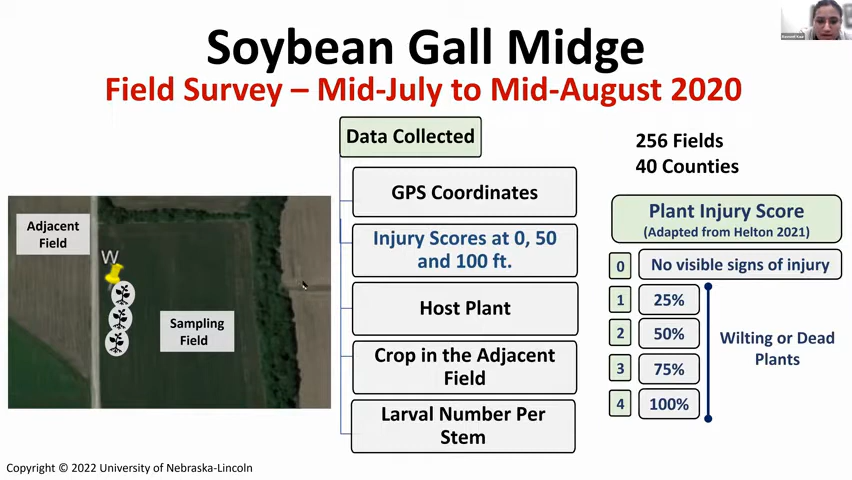 Soybean Gall Midge
Field Survey – Mid-July to Mid-August 2020
Data Collected
GPS Coordinates
Injury Scores at 0, 50
and 100 ft.
Host Plant
Crop in the Adjacent
Field
Larval Number Per
Stem
256 Fields
40 Counties
Plant Injury Score
(Adapted from Helton 2021)
0 No visible signs of injury
1 25%
2 50%
3 75%
4 100%
Wilting or Dead
Plants
Adjacent
Field
W
Sampling
Field
Copyright © 2022 University of Nebraska-Lincoln